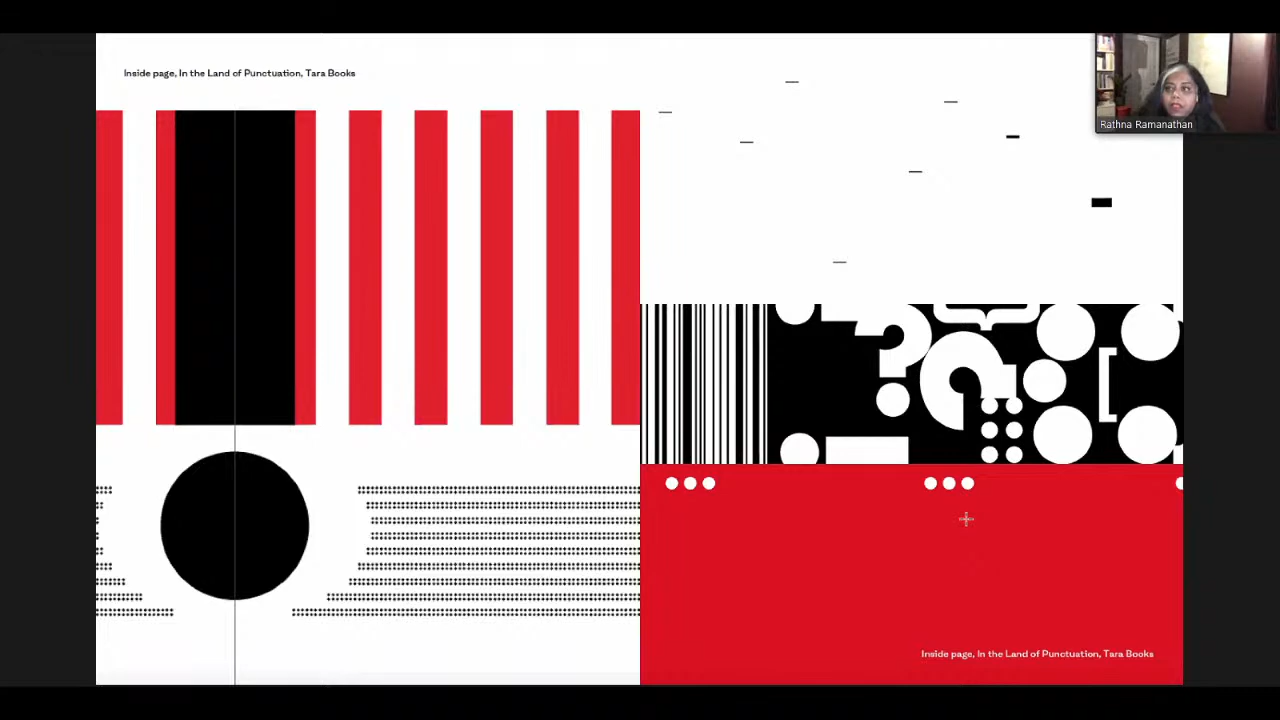 Inside page, In the Land of Punctuation, Tara Books
Rathna Ramanathan
?
[
Inside page, In the Land of Punctuation, Tara Books